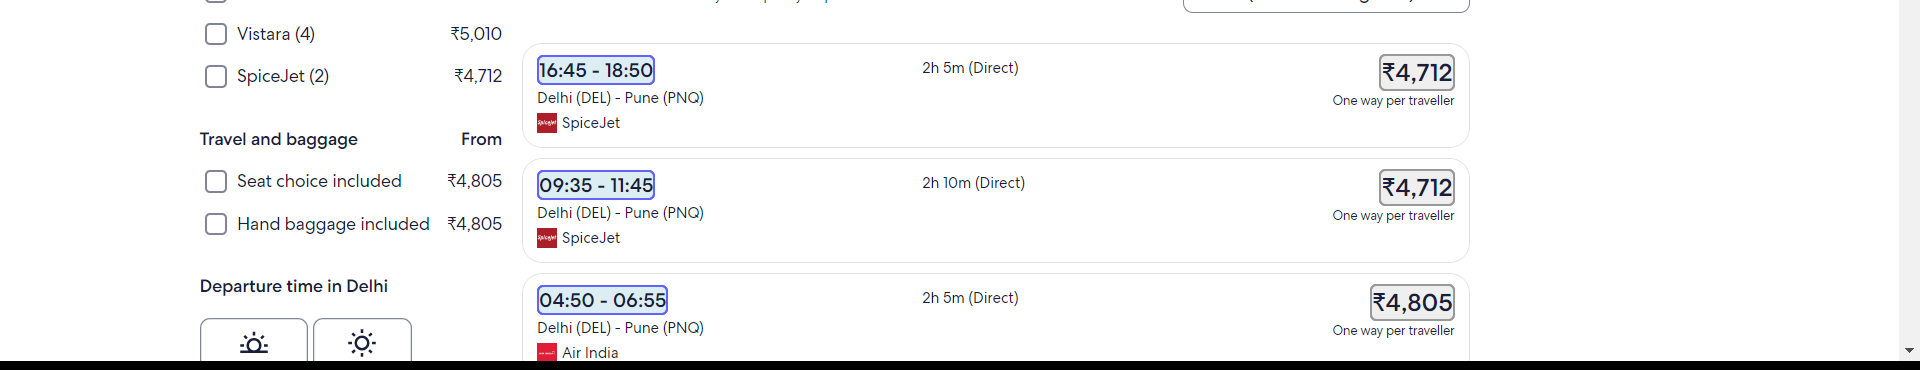 Vistara (4) ₹5,010
SpiceJet (2) ₹4,712
Travel and baggage From
Seat choice included ₹4,805
Hand baggage included ₹4,805
Departure time in Delhi
16:45 - 18:50 2h 5m (Direct) ₹4,712
Delhi (DEL) - Pune (PNQ) One way per traveller
SpiceJet
09:35 - 11:45 2h 10m (Direct) ₹4,712
Delhi (DEL) - Pune (PNQ) One way per traveller
SpiceJet
04:50 - 06:55 2h 5m (Direct) ₹4,805
Delhi (DEL) - Pune (PNQ) One way per traveller
Air India